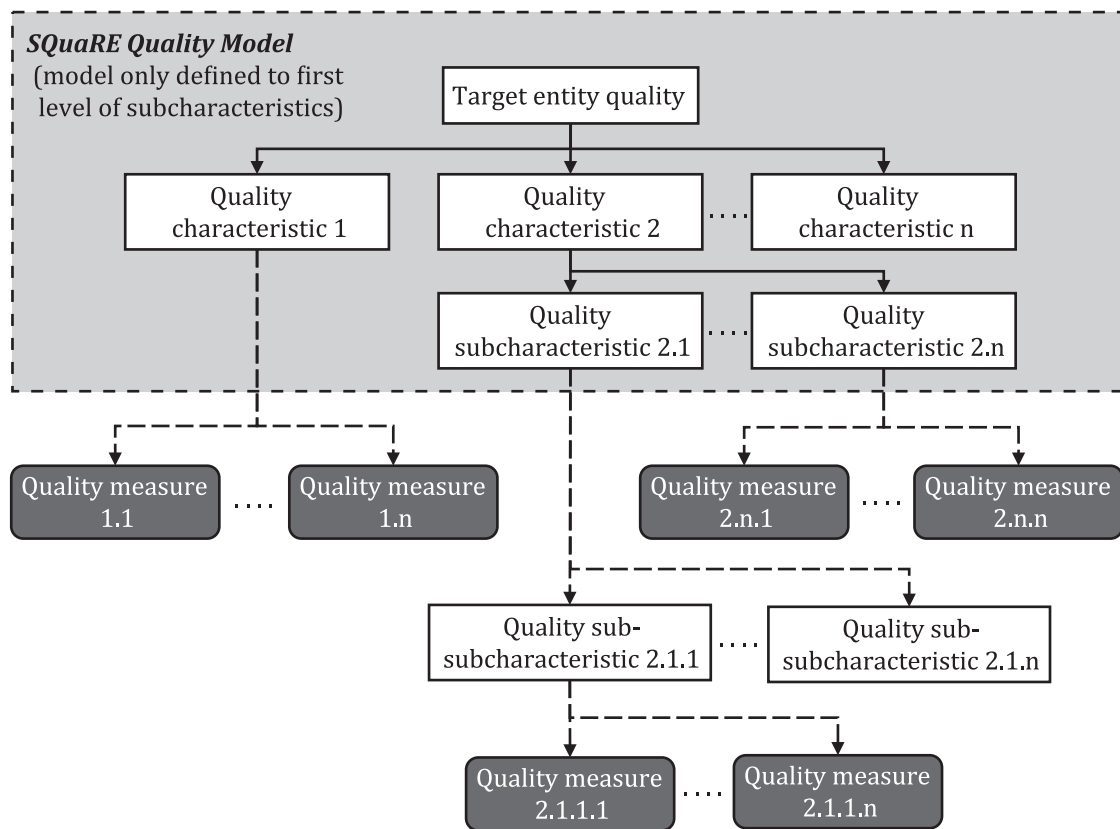 SQuaRE Quality Model
(model only defined to first
level of subcharacteristics)
Target entity quality
Quality
characteristic 1
Quality
characteristic 2
Quality
characteristic n
Quality
subcharacteristic 2.1
Quality
subcharacteristic 2.n
Quality measure
1.1
Quality measure
1.n
Quality measure
2.n.1
Quality measure
2.n.n
Quality sub-
subcharacteristic 2.1.1
Quality sub-
subcharacteristic 2.1.n
Quality measure
2.1.1.1
Quality measure
2.1.1.n